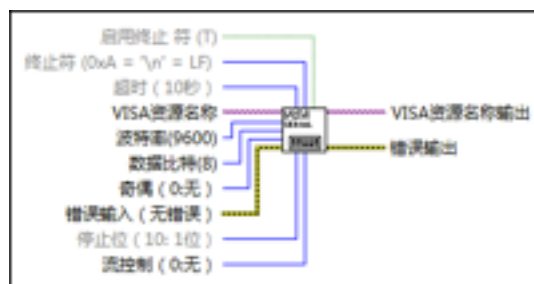 启用终止 符 (T)
终止符 (0xA = '\n' = LF)
超时 ( 10秒 )
VISA资源名称
VISA资源名称输出
波特率(9600)
数据比特(8)
错误输出
奇偶 ( 0:无 )
错误输入 ( 无错误 )
停止位 ( 10: 1位 )
流控制 ( 0:无 )